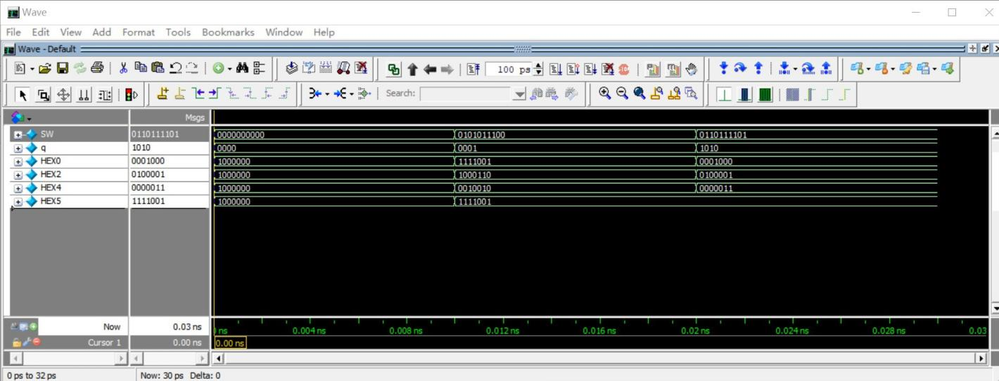 Wave
File Edit View Add Format Tools Bookmarks Window Help
Wave - Default
100 ps
Search:
Msgs
SW 0110111101 0000000000 0101011100 0110111101
q 1010 0000 0001 1010
HEX0 0001000 1000000 1111001 0001000
HEX2 0100001 1000000 1000110 0100001
HEX4 0000011 1000000 0010010 0000011
HEX5 1111001 1000000 1111001
Now 0.03 ns ns 0.004 ns 0.008 ns 0.012 ns 0.016 ns 0.02 ns 0.024 ns 0.028 ns 0.03
Cursor 1 0.00 ns 0.00 ns
0 ps to 32 ps Now: 30 ps Delta: 0